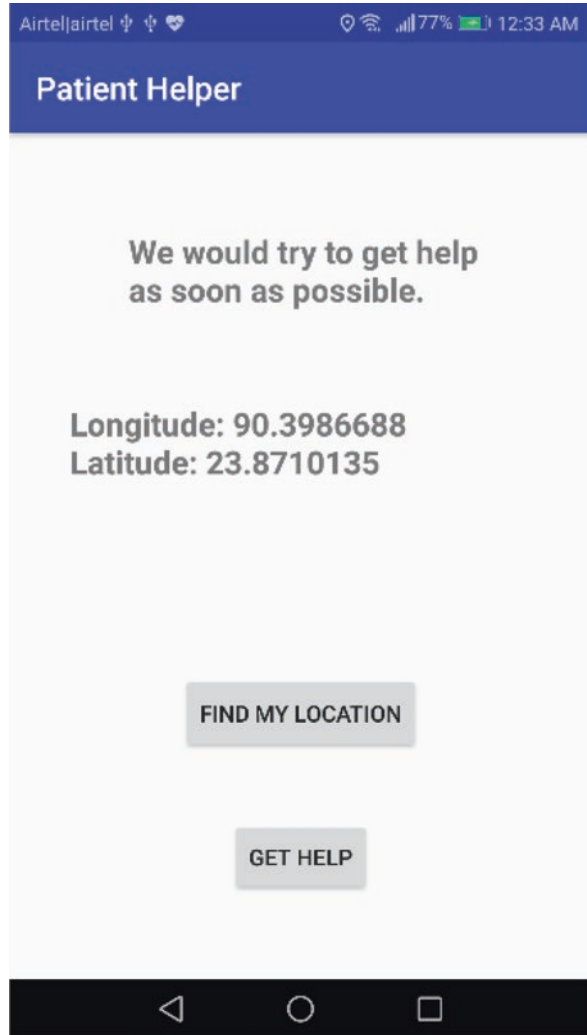 Airtel|airtel 77% 12:33 AM
Patient Helper
We would try to get help
as soon as possible.
Longitude: 90.3986688
Latitude: 23.8710135
FIND MY LOCATION
GET HELP